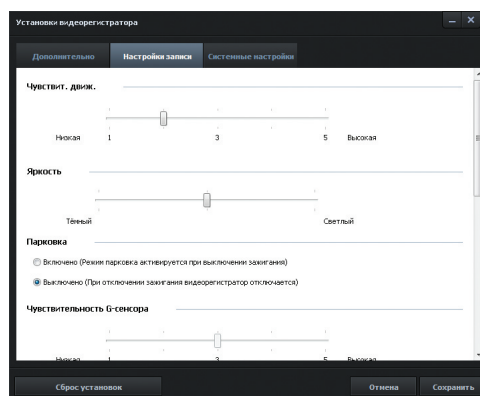 Установки видеорегистратора
Дополнительно Настройки записи Системные настройки
Чувствит. движ.
Низкая 1 3 5 Высокая
Яркость
Тёмный Светлый
Парковка
Включено (Режим парковка активируется при выключении зажигания)
Выключено (При отключении зажигания видеорегистратор отключается)
Чувствительность G-сенсора
Низкая 1 3 5 Высокая
Сброс установок Отмена Сохранить